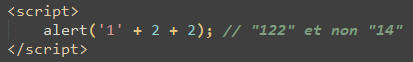 <script>
    alert('1' + 2 + 2); // "122" et non "14"
</script>